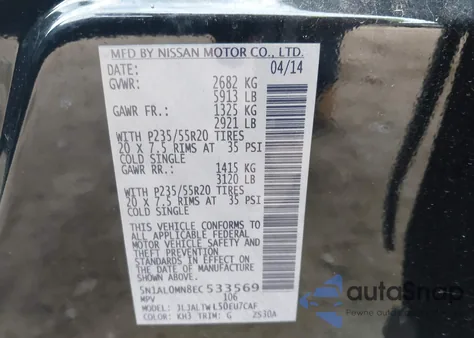 MFD BY NISSAN MOTOR CO., LTD.
DATE: 04/14
GVWR: 2682 KG
5913 LB
GAWR FR.: 1325 KG
2921 LB
WITH P235/55R20 TIRES
20 X 7.5 RIMS AT 35 PSI
COLD SINGLE
GAWR RR.: 1415 KG
3120 LB
WITH P235/55R20 TIRES
20 X 7.5 RIMS AT 35 PSI
COLD SINGLE
THIS VEHICLE CONFORMS TO
ALL APPLICABLE FEDERAL
MOTOR VEHICLE SAFETY AND
THEFT PREVENTION
STANDARDS IN EFFECT ON THE
DATE OF MANUFACTURE
SHOWN ABOVE.
5N1AL0MN8EC533569
MPV 106
COLOR: KH3 TRIM: G 2S30A
autoSnap
www.autosnap.com